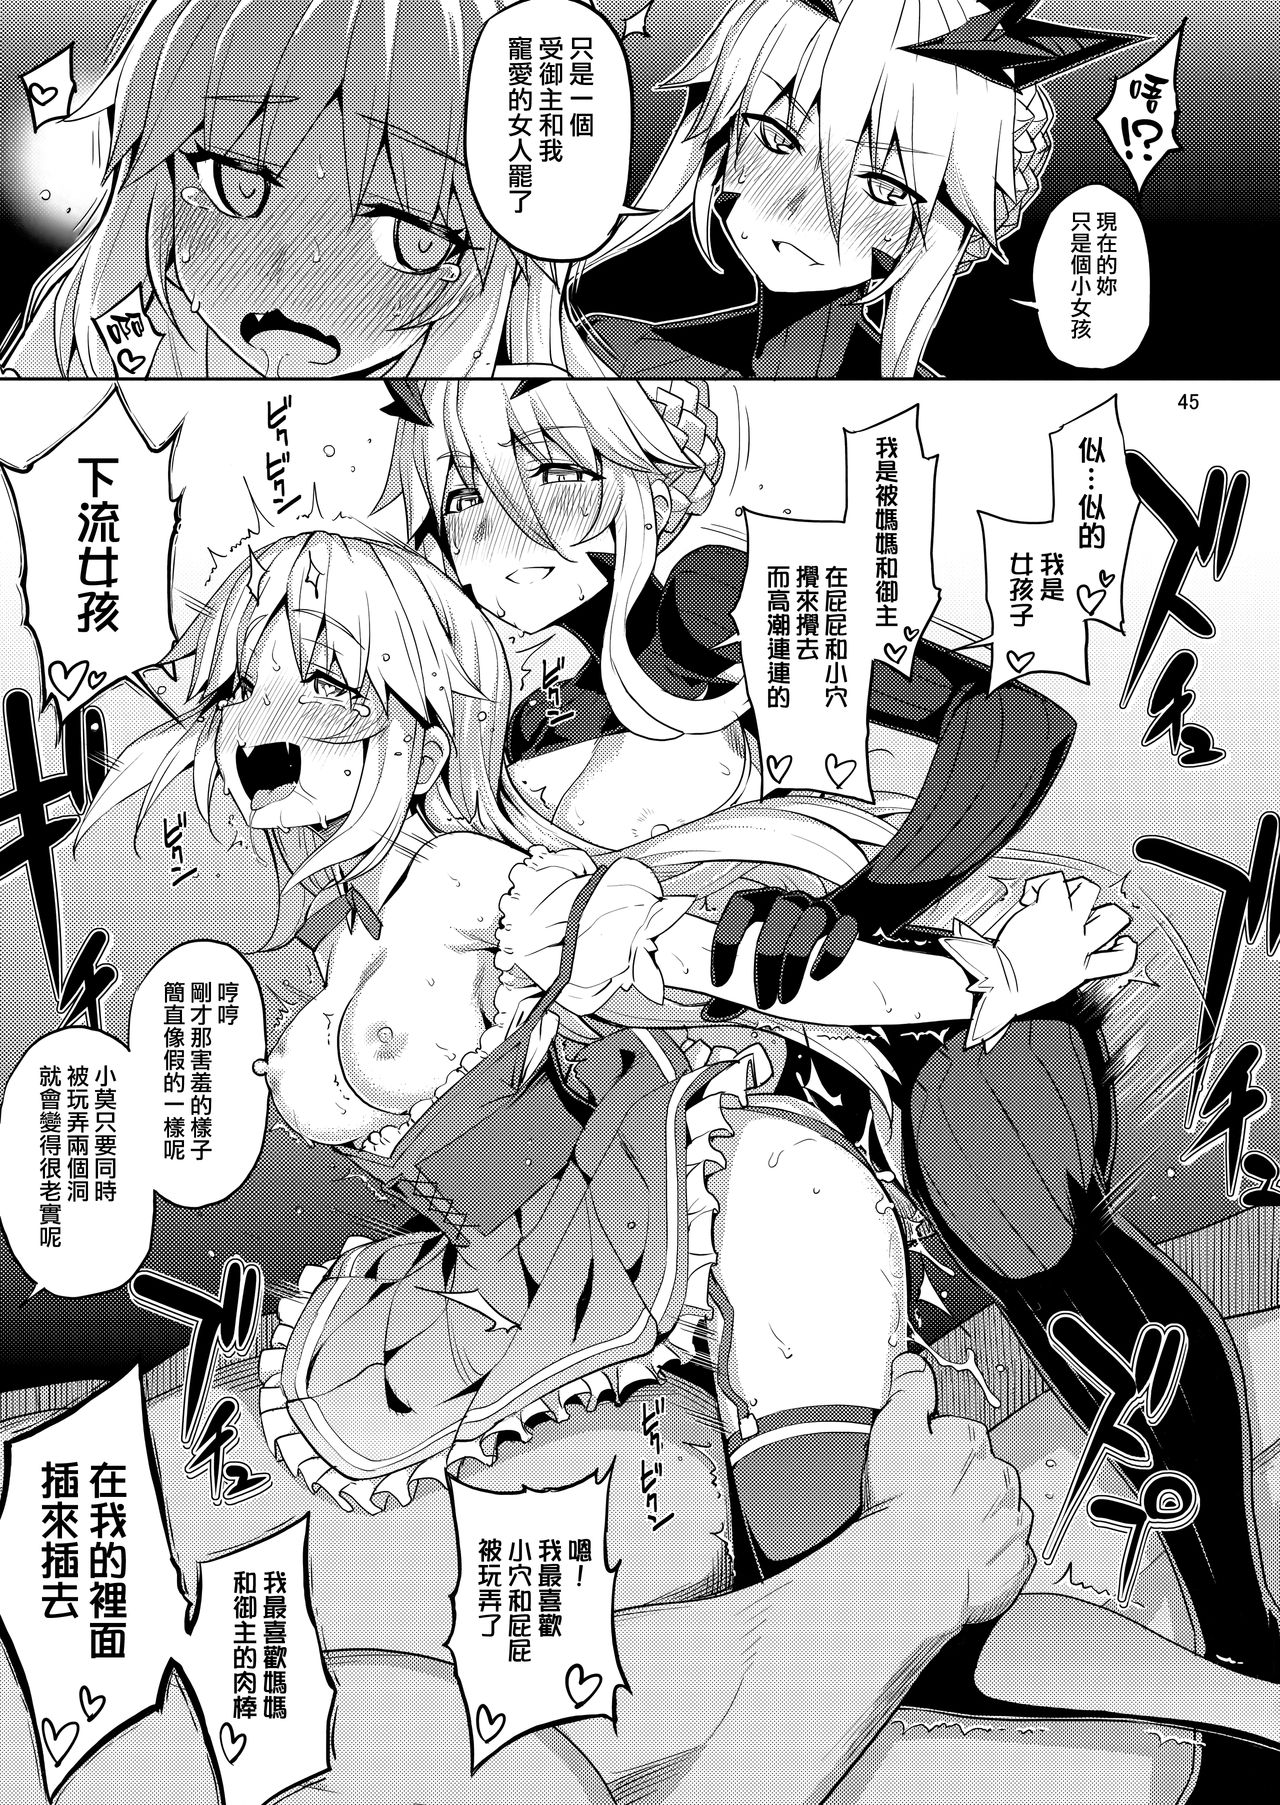 唔!?
現在的妳
只是個小女孩
只是一個
受御主和我
寵愛的女人罷了
♡
唔♡
45
似…似的
我是
女孩子
我是被媽媽和御主
在屁屁和小穴
攪來攪去
而高潮連連的
下流女孩
哼哼
剛才那害羞的樣子
簡直像假的一樣呢
小莫只要同時
被玩弄兩個洞
就會變得很老實呢
嗯！
我最喜歡
小穴和屁屁
被玩弄了
我最喜歡媽媽
和御主的肉棒
在我的裡面
插來插去
ビクン
ビクン
ビクン
ビクン
ビクン